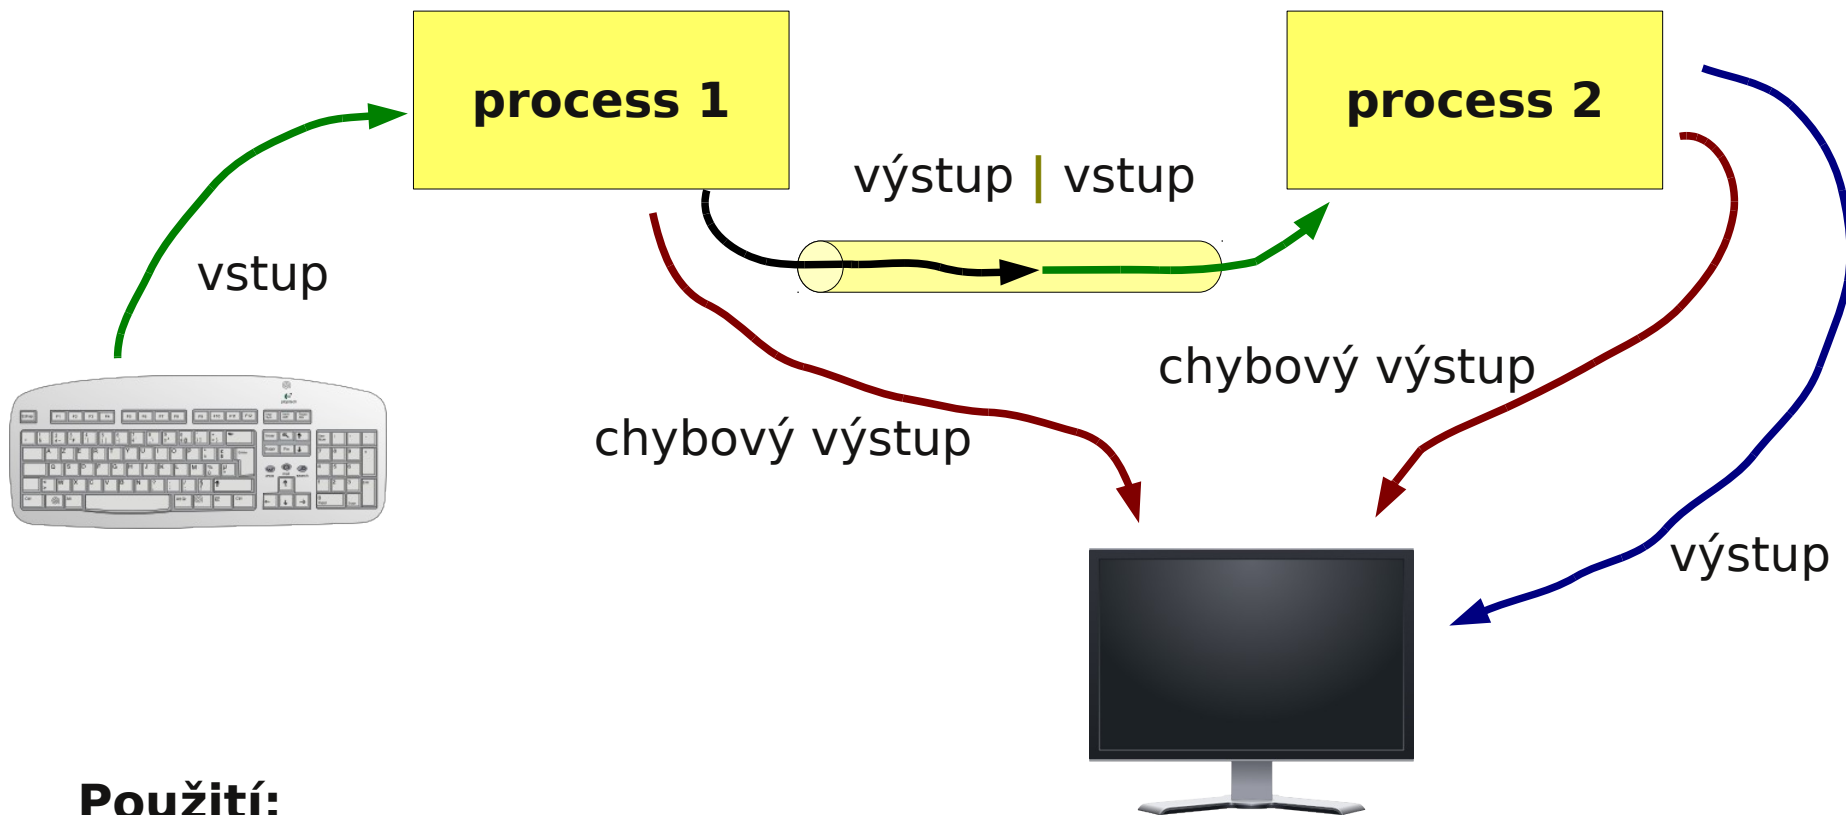 process 1
process 2
výstup | vstup
vstup
chybový výstup
chybový výstup
výstup
Použití: